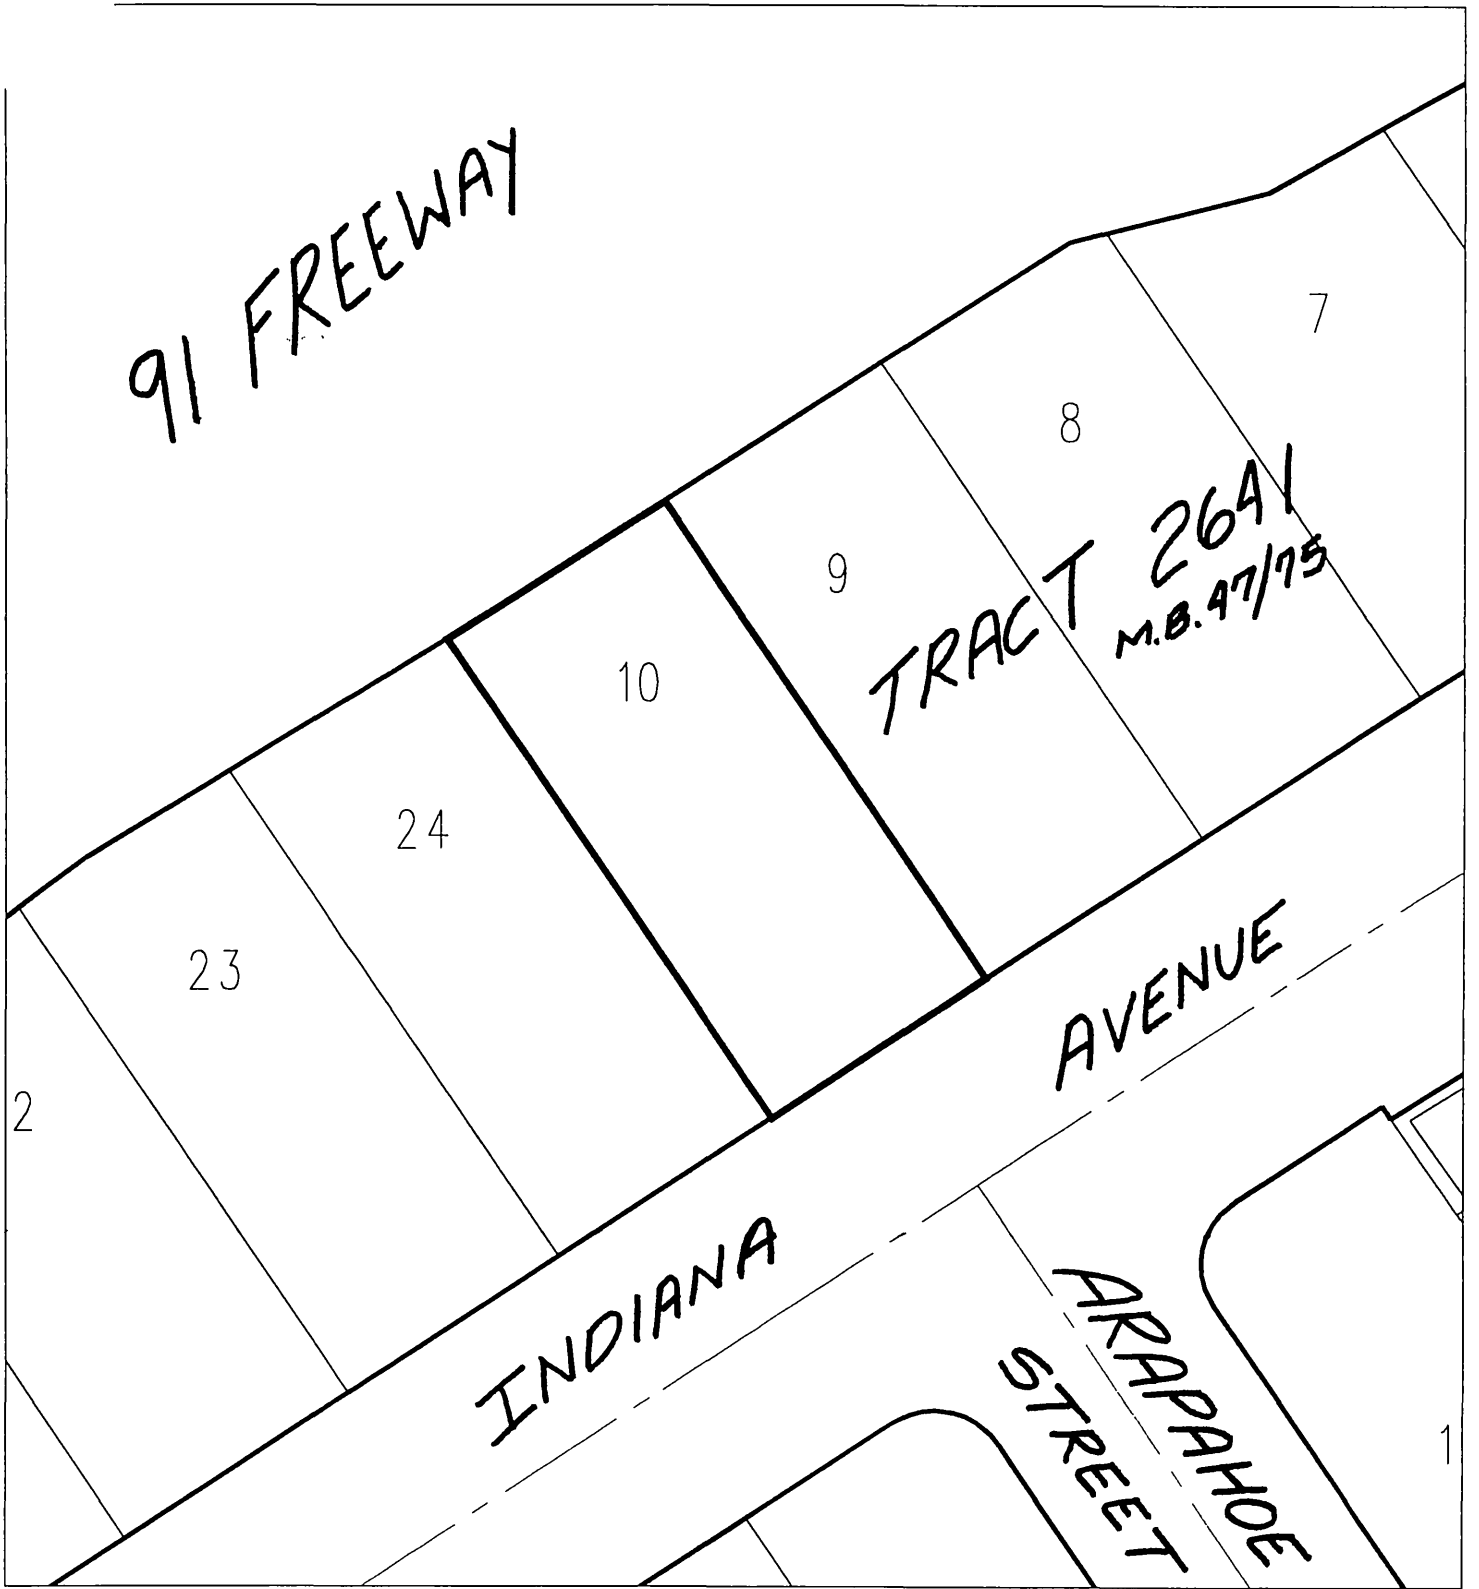 91 FREEWAY
7
8
TRACT 2641
M.B. 47/75
9
10
24
23
2
INDIANA AVENUE
ARAPAHOE
STREET
1